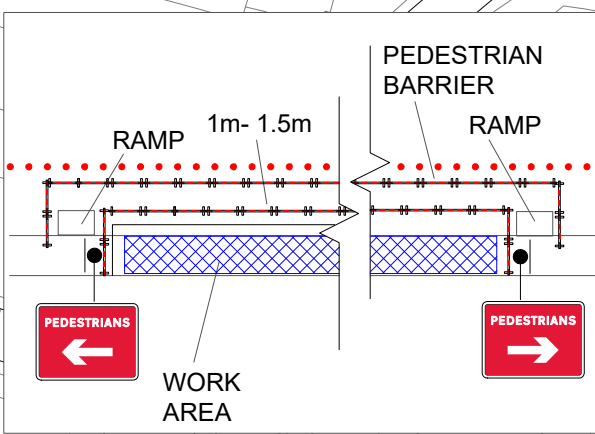 PEDESTRIAN
BARRIER
1m- 1.5m
RAMP
RAMP
PEDESTRIANS
PEDESTRIANS
WORK
AREA